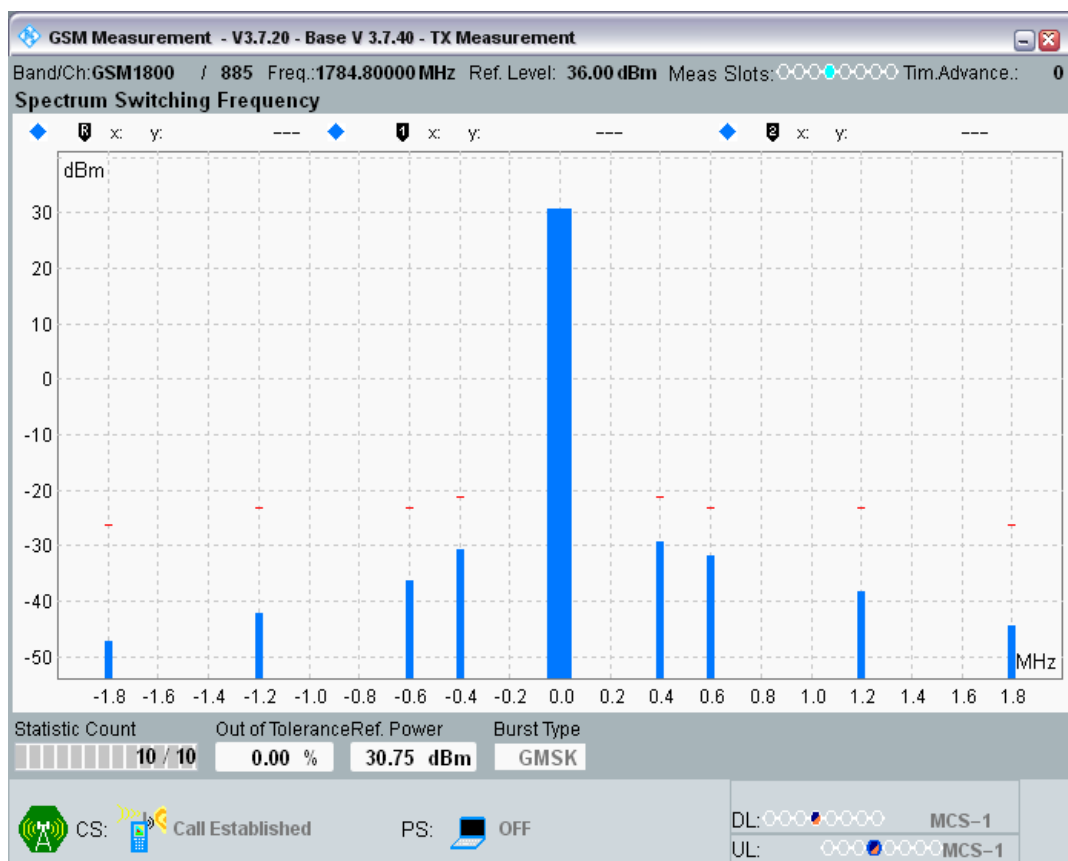 GSM Measurement - V3.7.20 - Base V 3.7.40 - TX Measurement
Band/Ch:GSM1800 / 885 Freq.:1784.80000 MHz Ref. Level: 36.00 dBm Meas Slots: Tim.Advance.: 0
Spectrum Switching Frequency
R x: y: --- 1 x: y: --- 2 x: y: ---
dBm
30
20
10
0
-10
-20
-30
-40
-50
MHz
-1.8 -1.6 -1.4 -1.2 -1.0 -0.8 -0.6 -0.4 -0.2 0.0 0.2 0.4 0.6 0.8 1.0 1.2 1.4 1.6 1.8
Statistic Count Out of Tolerance Ref. Power Burst Type
10 / 10 0.00 % 30.75 dBm GMSK
CS: Call Established PS: OFF DL: MCS-1
UL: MCS-1